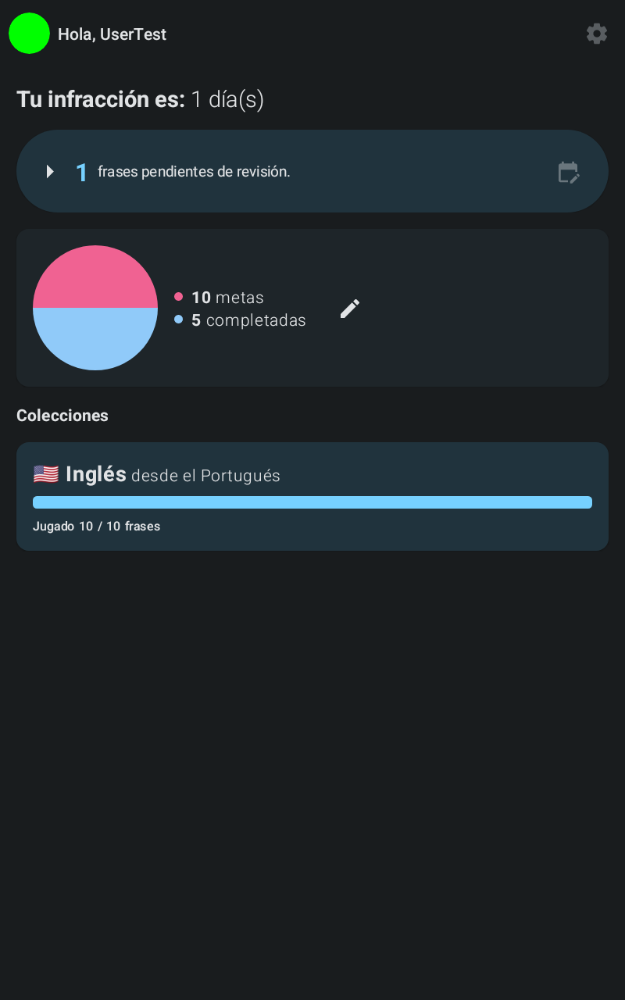 Hola, UserTest
Tu infracción es: 1 día(s)
1 frases pendientes de revisión.
10 metas
5 completadas
Colecciones
Inglés desde el Portugués
Jugado 10 / 10 frases